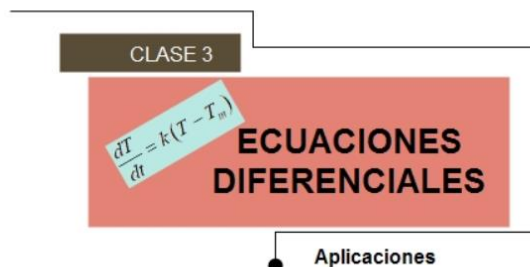 CLASE 3
dT/dt = k(T − Tₘ)
ECUACIONES
DIFERENCIALES
Aplicaciones